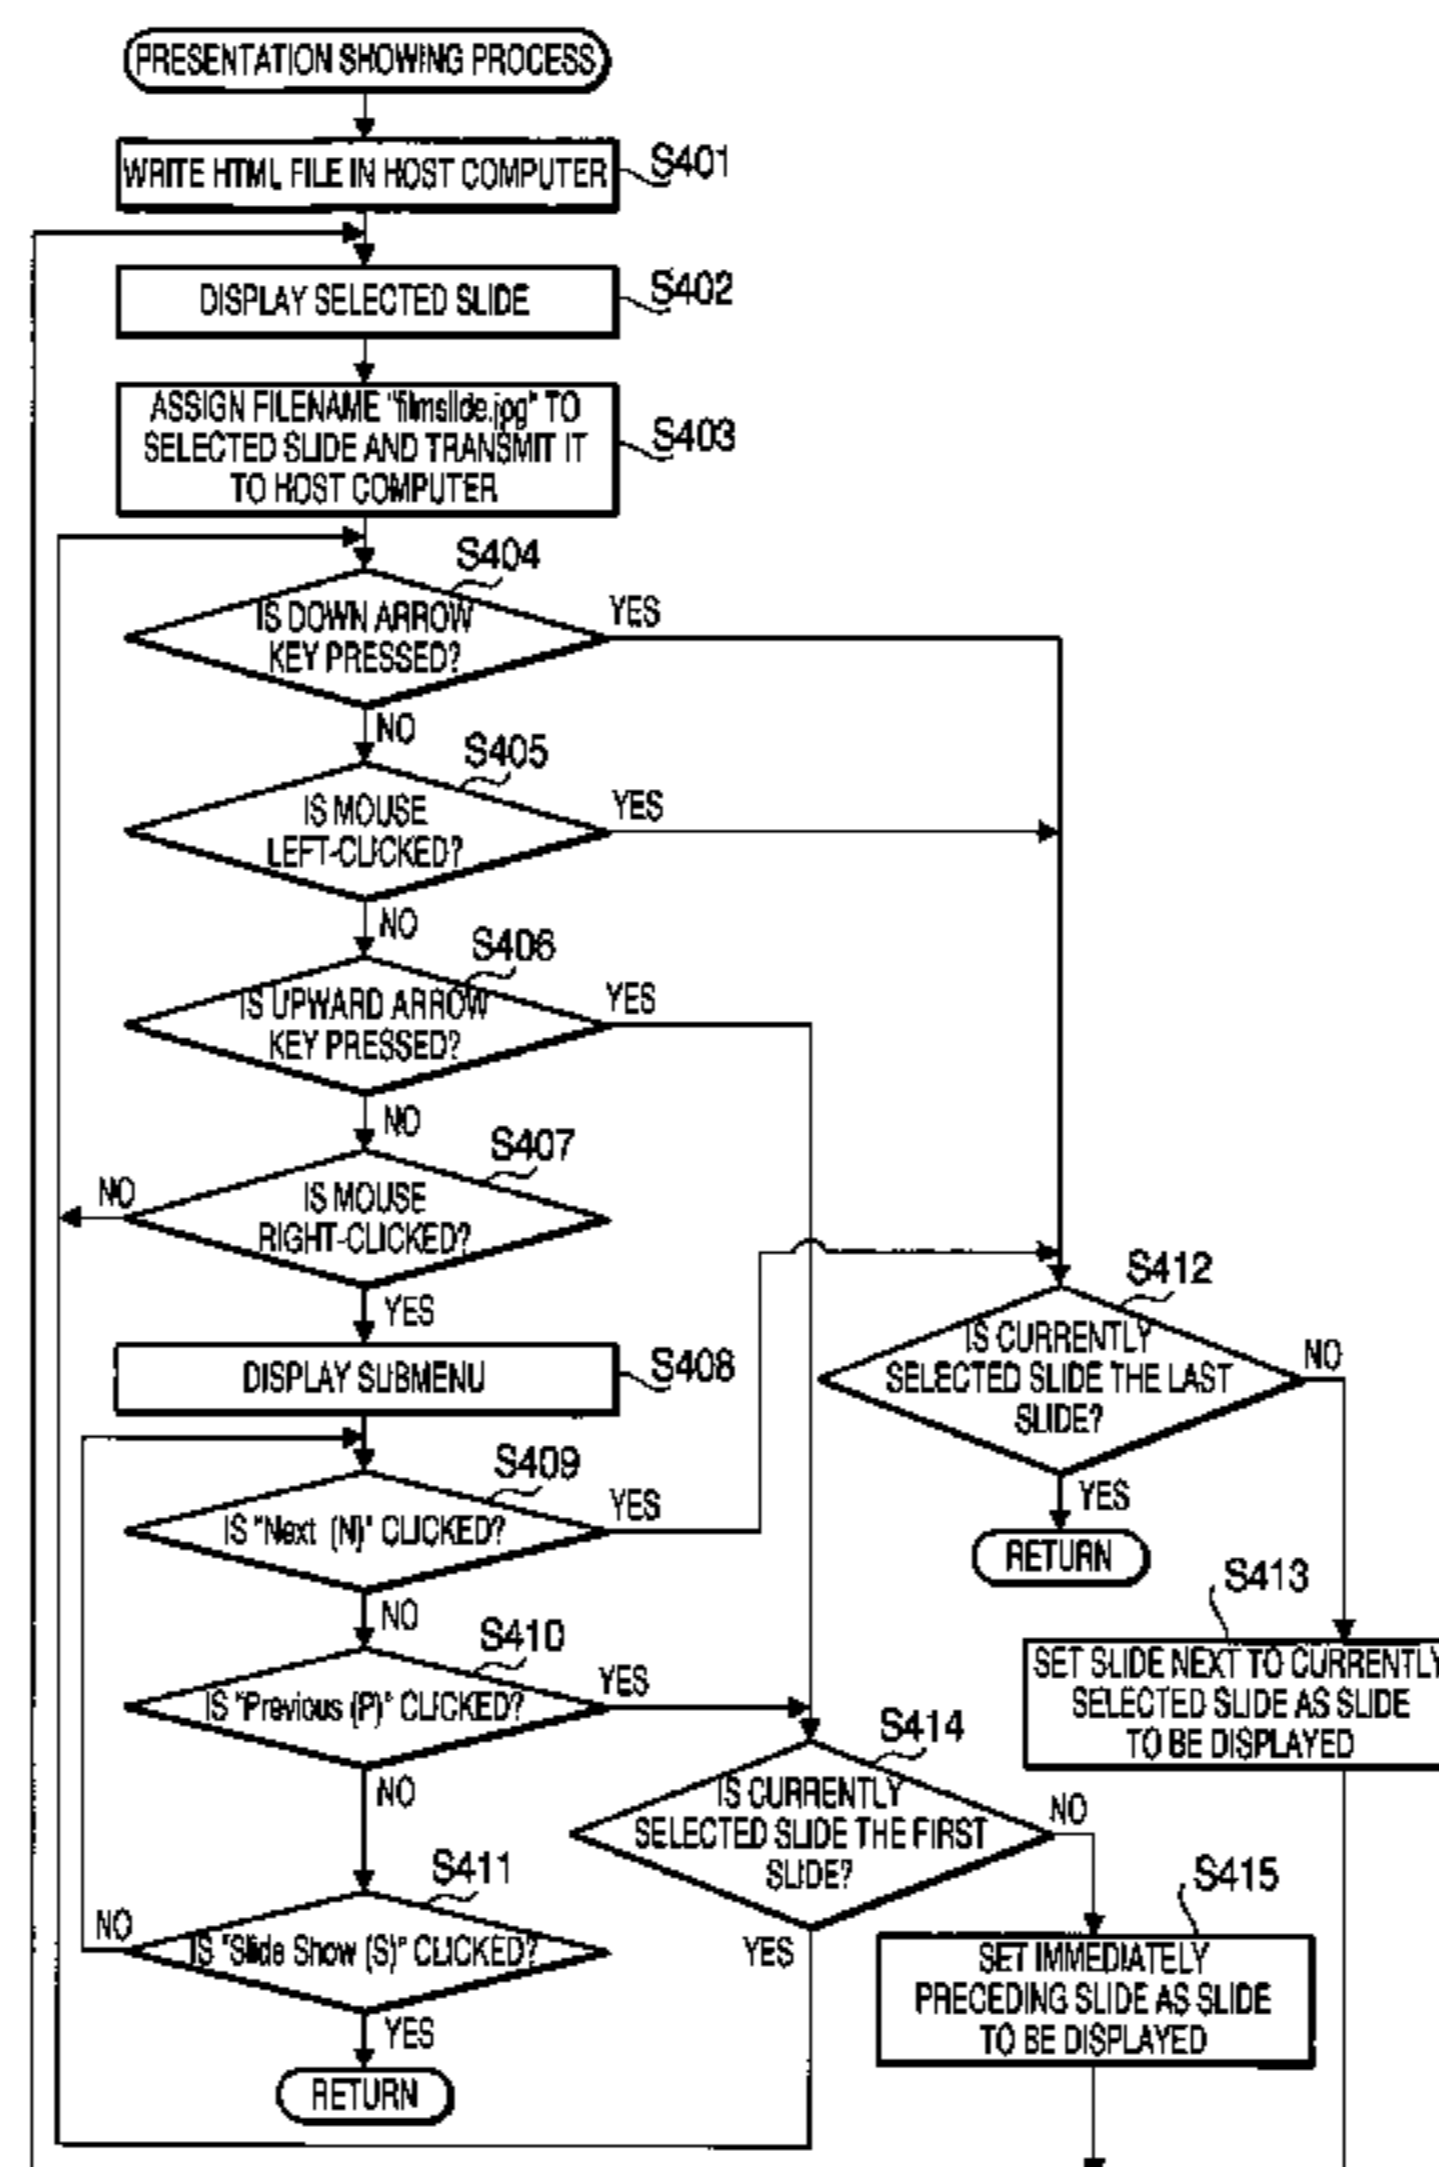 PRESENTATION SHOWING PROCESS
WRITE HTML FILE IN HOST COMPUTER
S401
DISPLAY SELECTED SLIDE
S402
ASSIGN FILENAME "filmslide.jpg" TO
SELECTED SLIDE AND TRANSMIT IT
TO HOST COMPUTER
S403
S404
IS DOWN ARROW
KEY PRESSED?
YES
NO
S405
IS MOUSE
LEFT-CLICKED?
YES
NO
S406
IS UPWARD ARROW
KEY PRESSED?
YES
NO
S407
IS MOUSE
RIGHT-CLICKED?
NO
YES
DISPLAY SUBMENU
S408
S409
IS "Next (N)" CLICKED?
YES
NO
S410
IS "Previous (P)" CLICKED?
YES
NO
S411
IS "Slide Show (S)" CLICKED?
NO
YES
RETURN
S412
IS CURRENTLY
SELECTED SLIDE THE LAST
SLIDE?
NO
YES
RETURN
S413
SET SLIDE NEXT TO CURRENTLY
SELECTED SLIDE AS SLIDE
TO BE DISPLAYED
S414
IS CURRENTLY
SELECTED SLIDE THE FIRST
SLIDE?
NO
YES
S415
SET IMMEDIATELY
PRECEDING SLIDE AS SLIDE
TO BE DISPLAYED